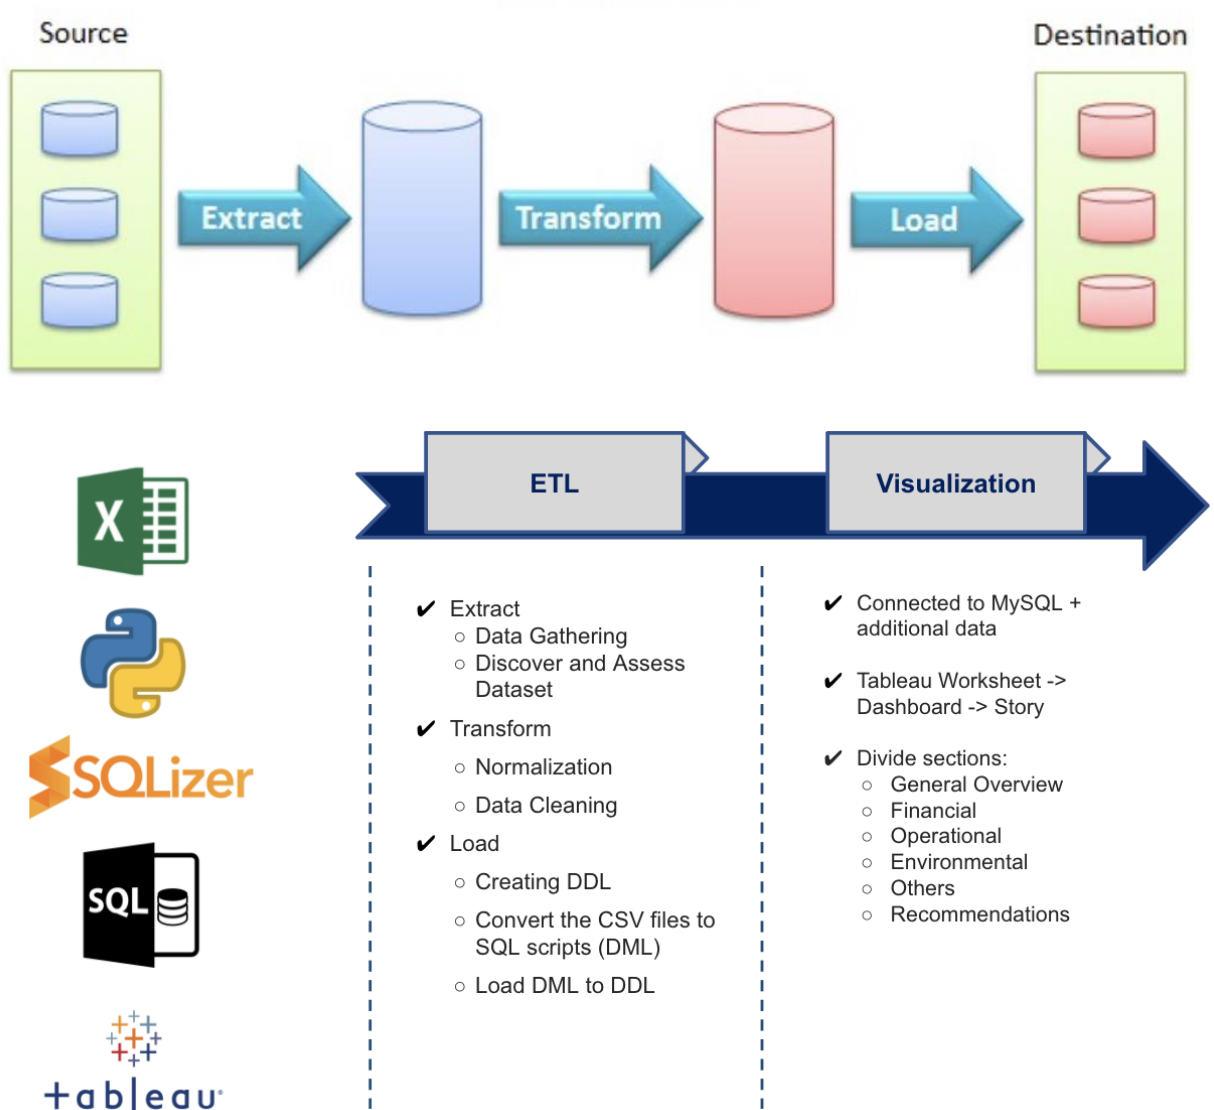 Source
Destination
Extract
Transform
Load
X
SQLizer
SQL
+ableau
ETL
✔ Extract
○ Data Gathering
○ Discover and Assess
Dataset
✔ Transform
○ Normalization
○ Data Cleaning
✔ Load
○ Creating DDL
○ Convert the CSV files to
SQL scripts (DML)
○ Load DML to DDL
Visualization
✔ Connected to MySQL +
additional data
✔ Tableau Worksheet ->
Dashboard -> Story
✔ Divide sections:
○ General Overview
○ Financial
○ Operational
○ Environmental
○ Others
○ Recommendations